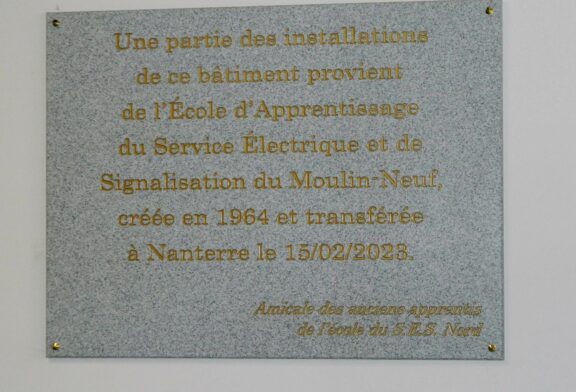 Une partie des installations
de ce bâtiment provient
de l'École d'Apprentissage
du Service Électrique et de
Signalisation du Moulin-Neuf,
créée en 1964 et transférée
à Nanterre le 15/02/2023.
Amicale des anciens apprentis
de l'école du S.E.S. Nord